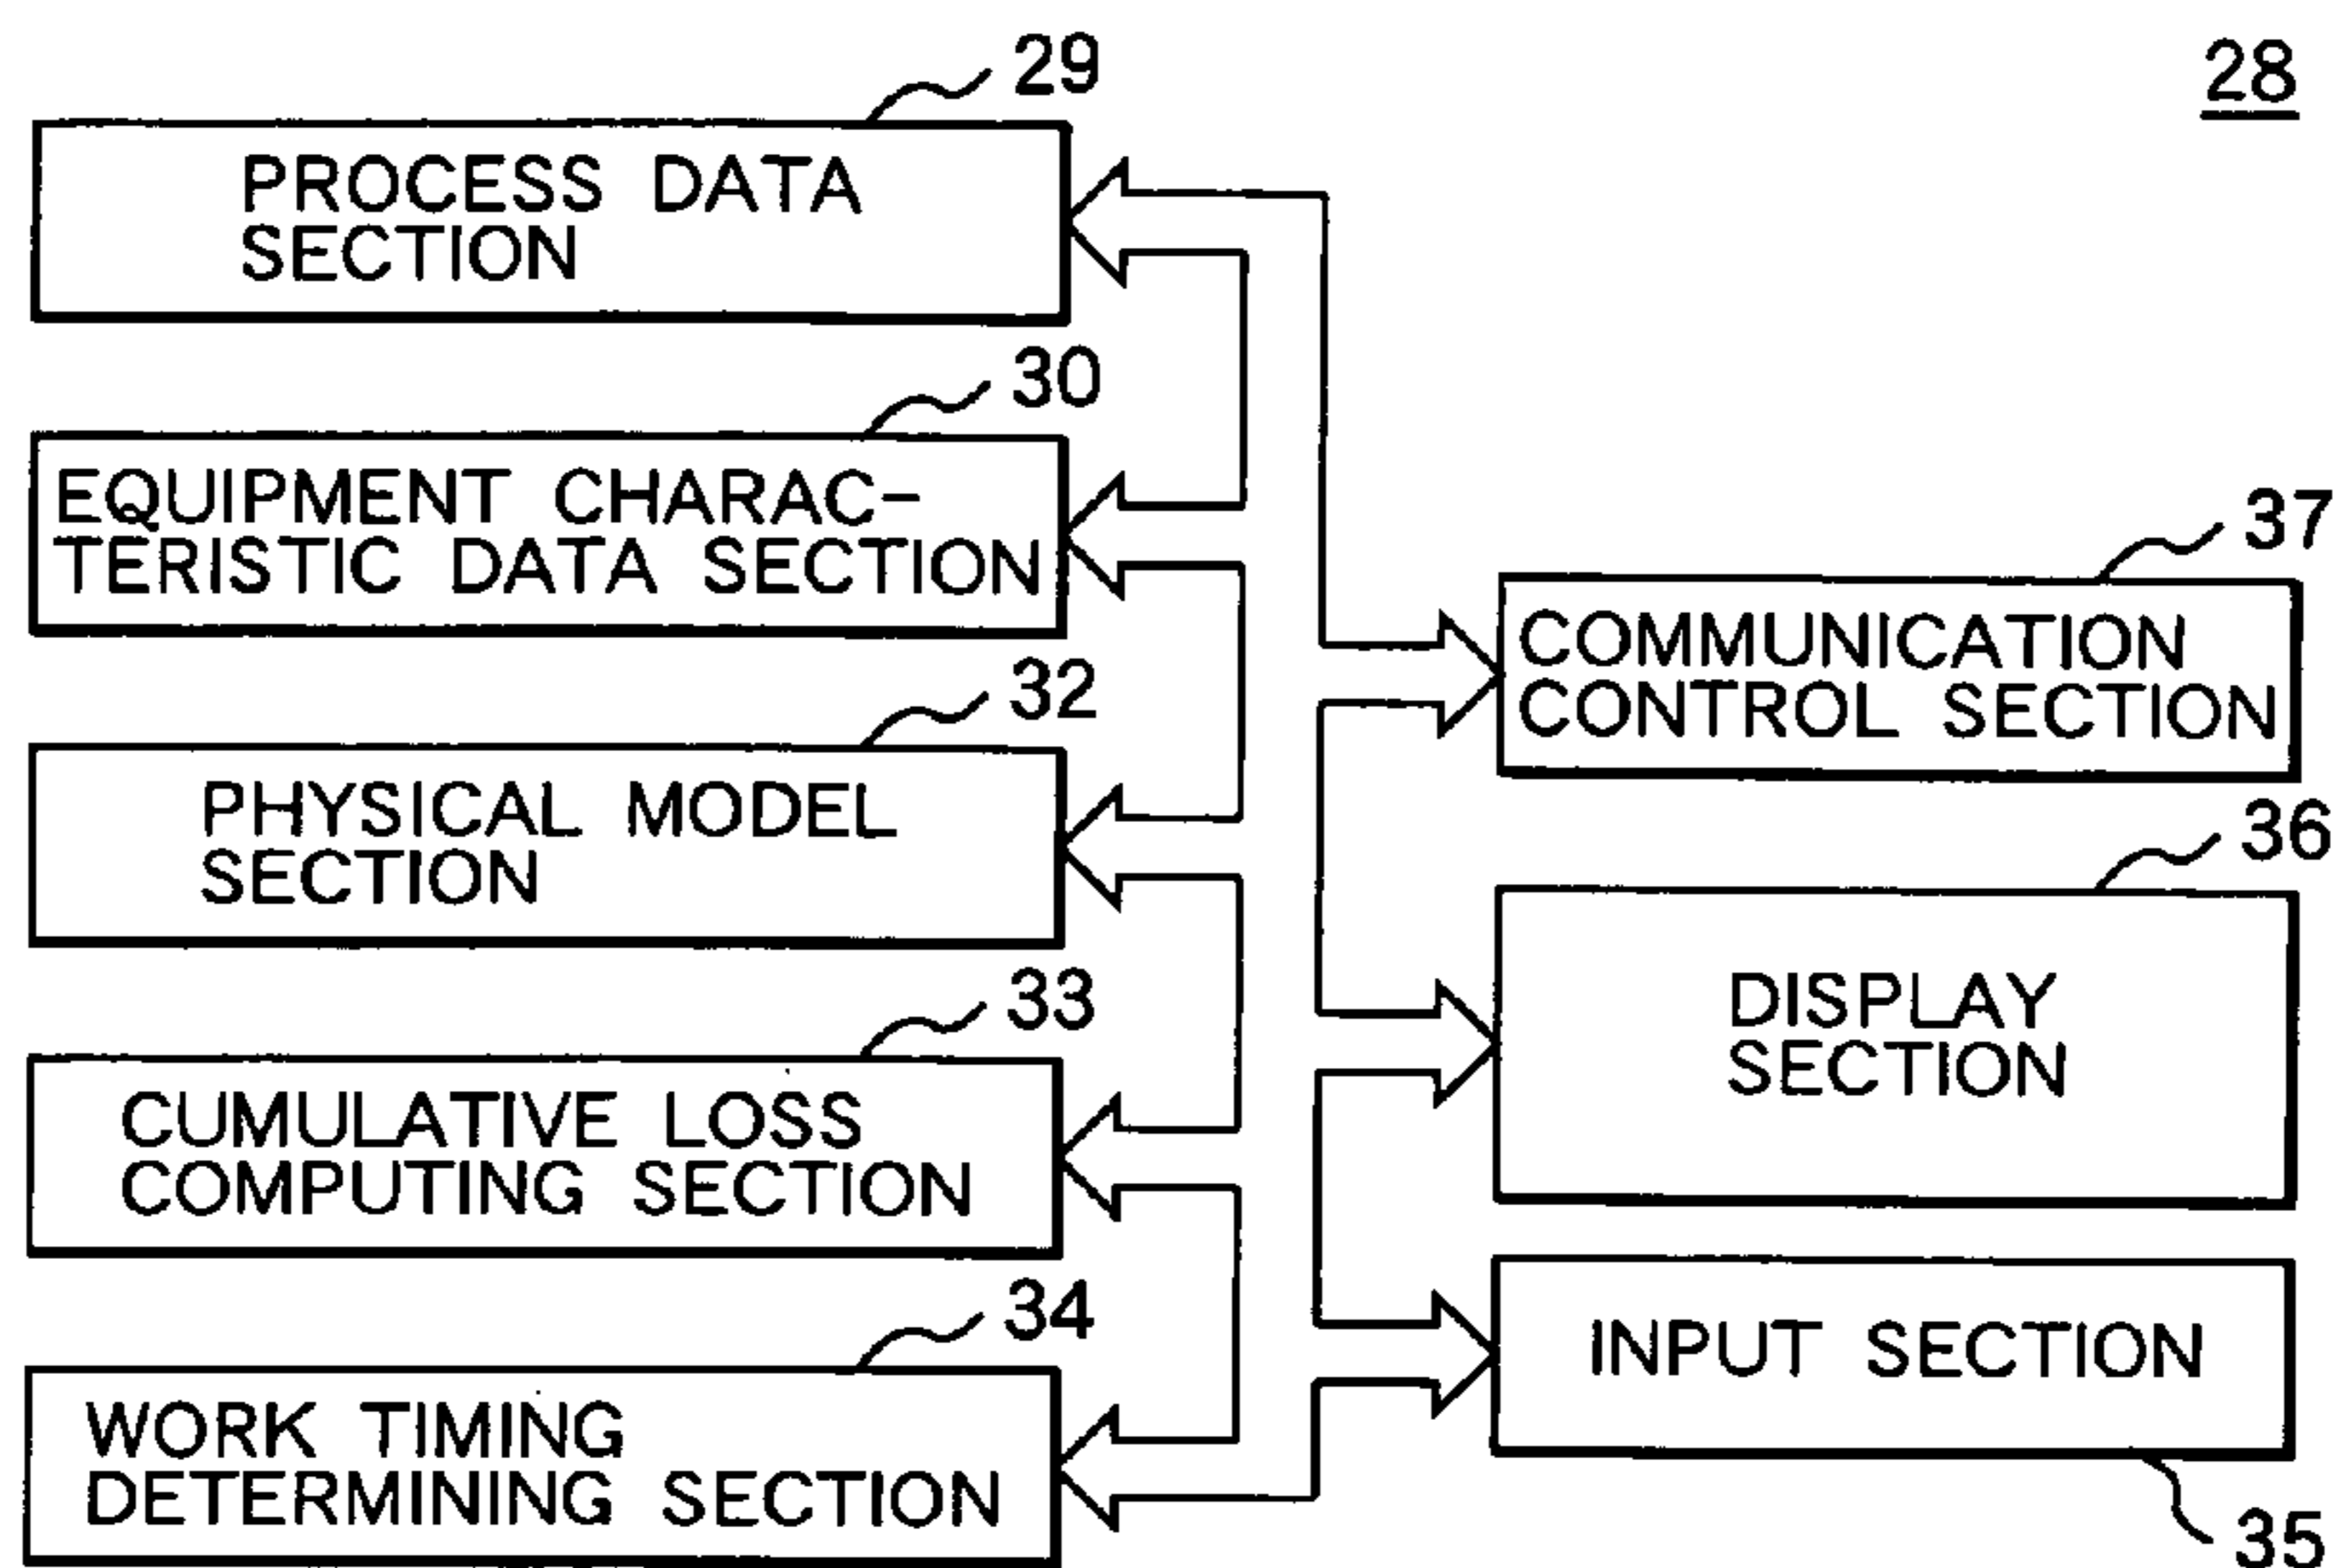 28
29
PROCESS DATA
SECTION
30
EQUIPMENT CHARAC-
TERISTIC DATA SECTION
32
PHYSICAL MODEL
SECTION
33
CUMULATIVE LOSS
COMPUTING SECTION
34
WORK TIMING
DETERMINING SECTION
37
COMMUNICATION
CONTROL SECTION
36
DISPLAY
SECTION
INPUT SECTION
35